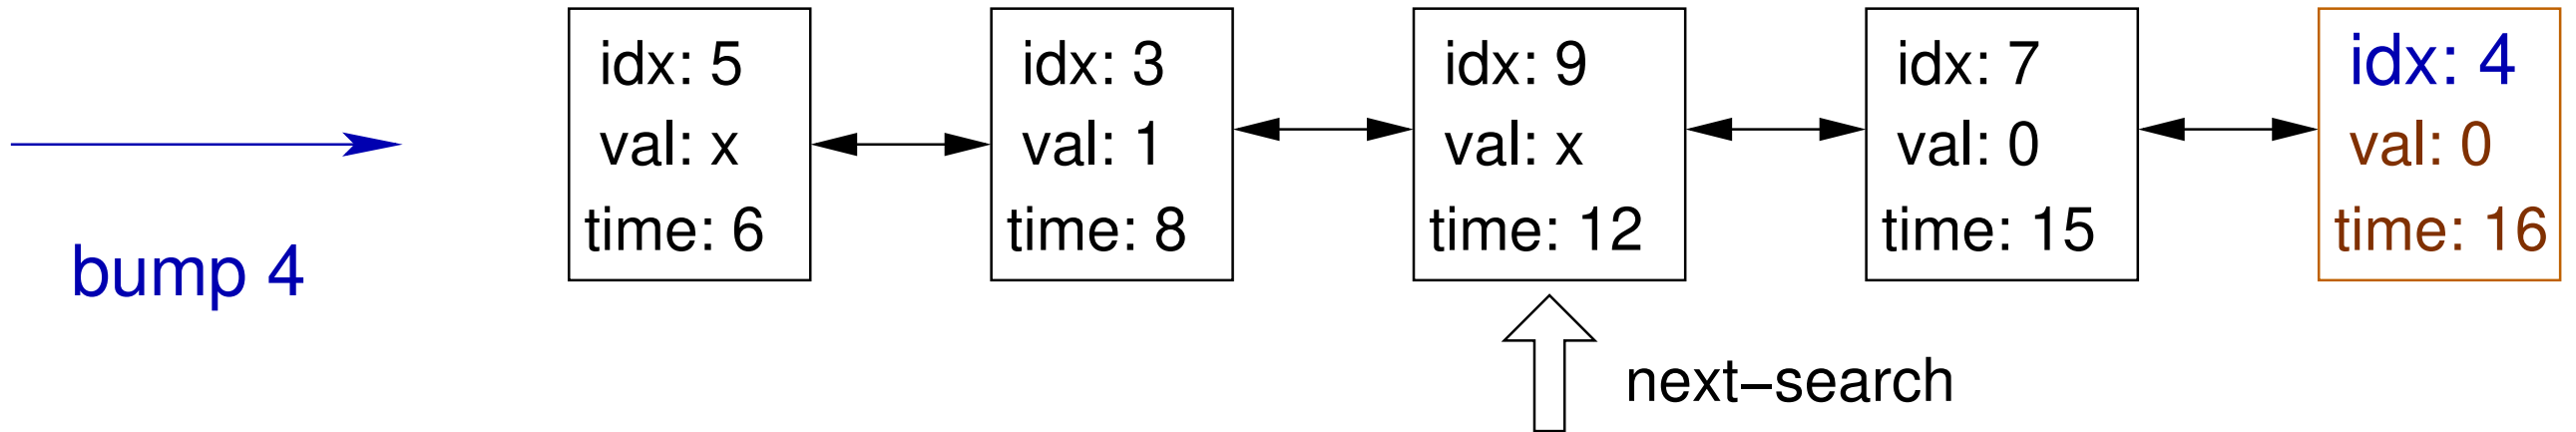 bump 4
idx: 5
val: x
time: 6
idx: 3
val: 1
time: 8
idx: 9
val: x
time: 12
idx: 7
val: 0
time: 15
idx: 4
val: 0
time: 16
next−search